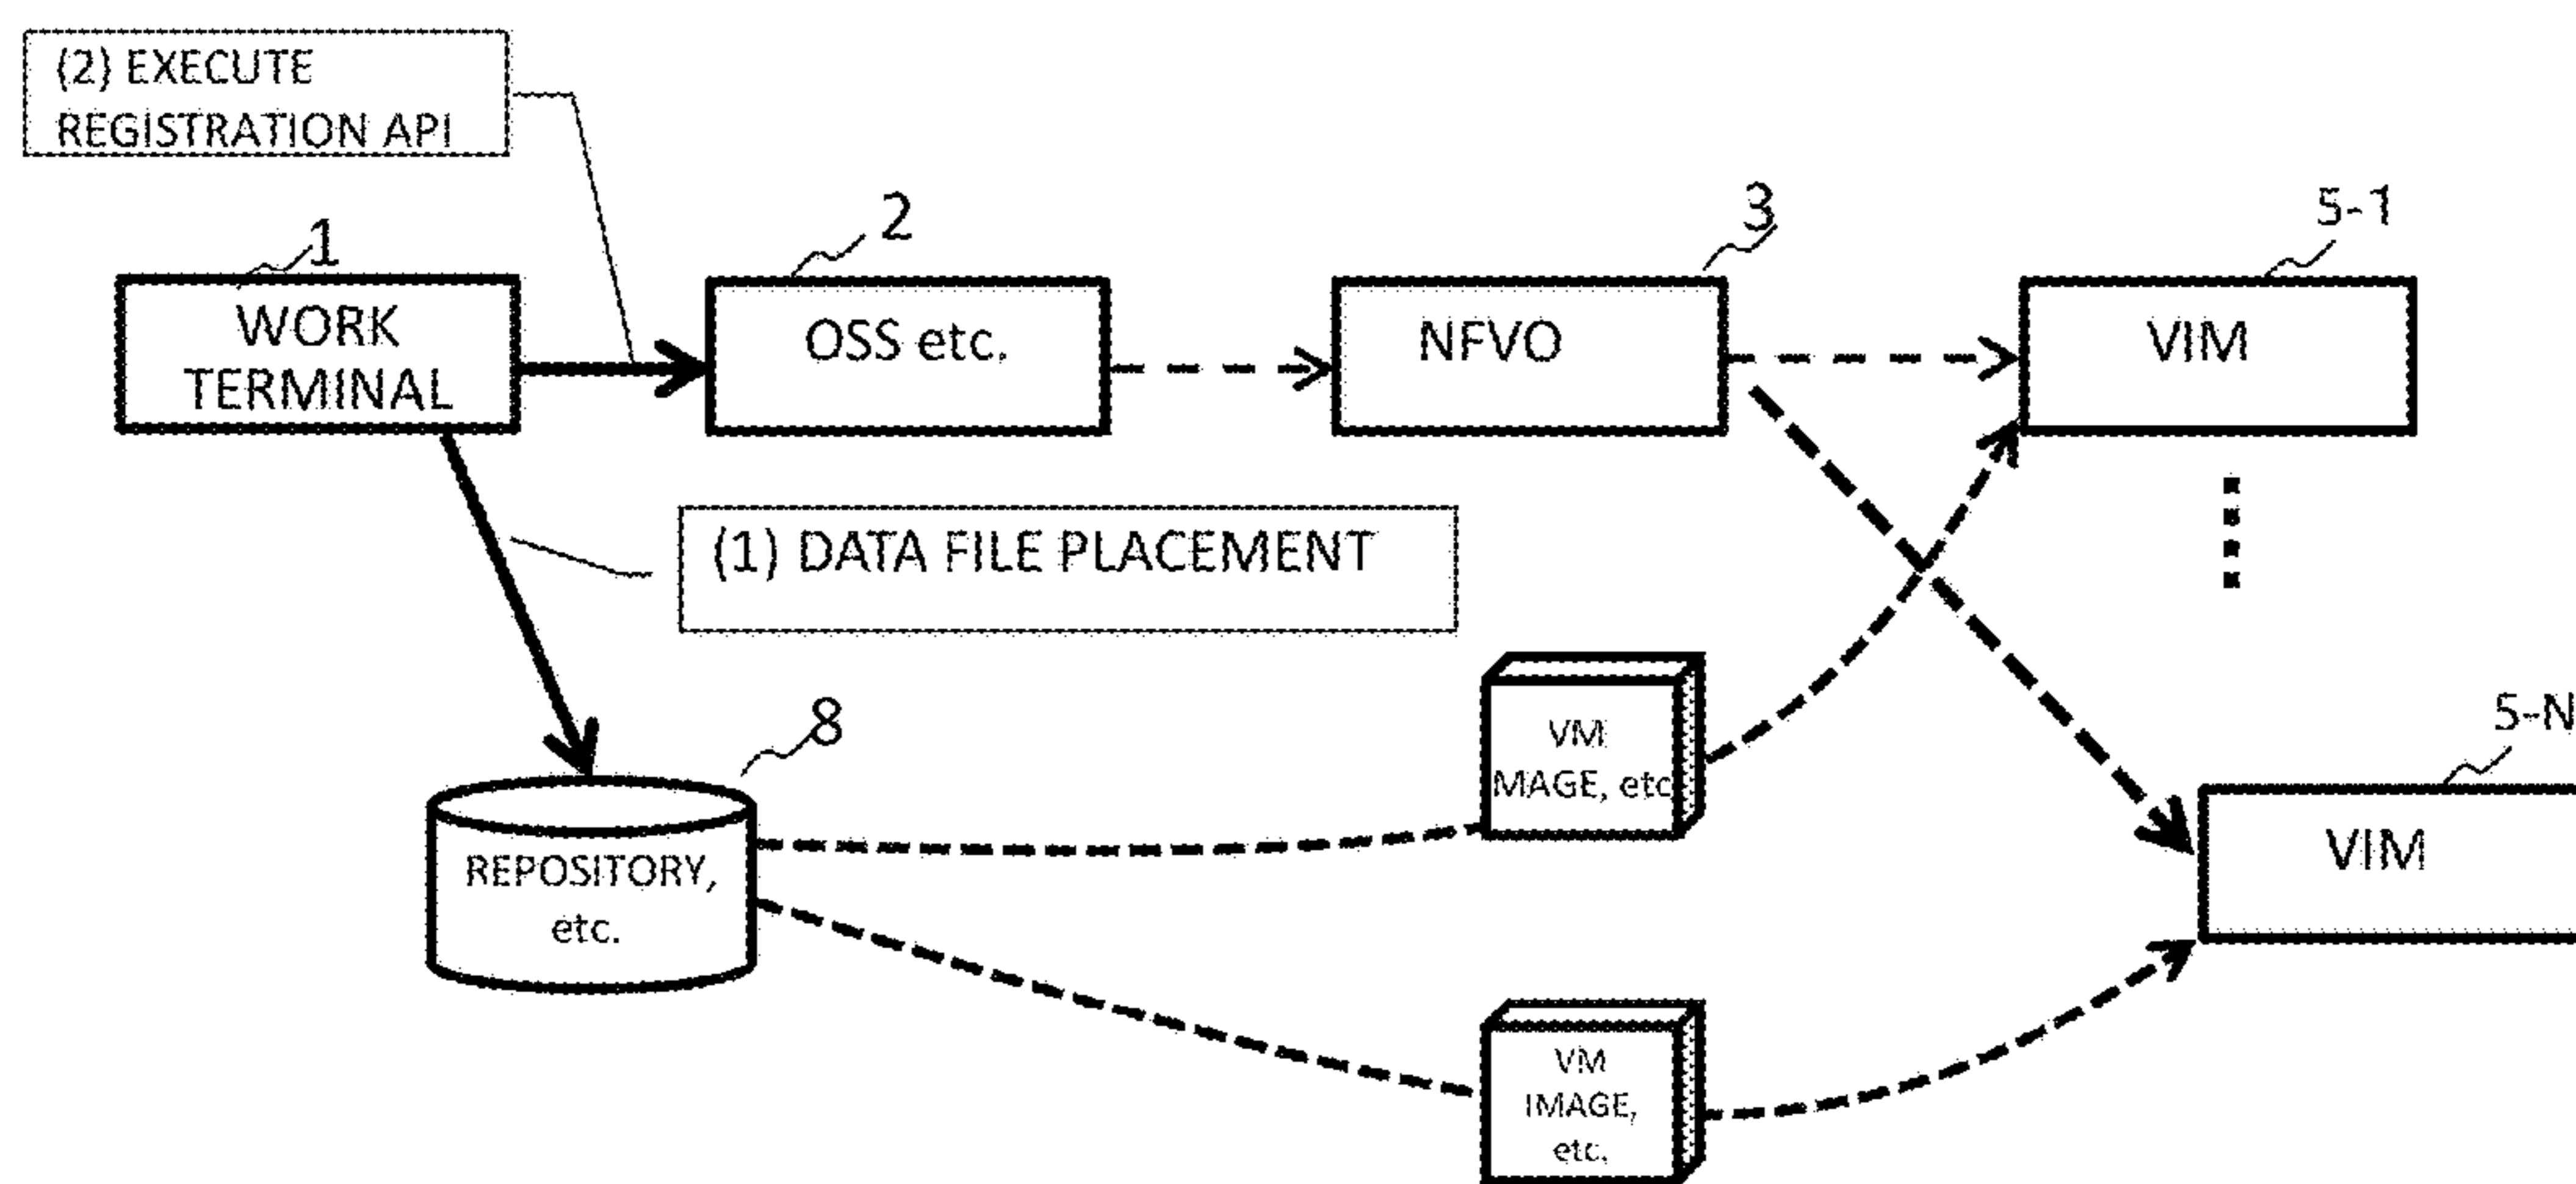 (2) EXECUTE
REGISTRATION API
1
2
3
5-1
WORK
TERMINAL
OSS etc.
NFVO
VIM
(1) DATA FILE PLACEMENT
8
5-N
VM
MAGE, etc
REPOSITORY,
etc.
VIM
VM
IMAGE,
etc.